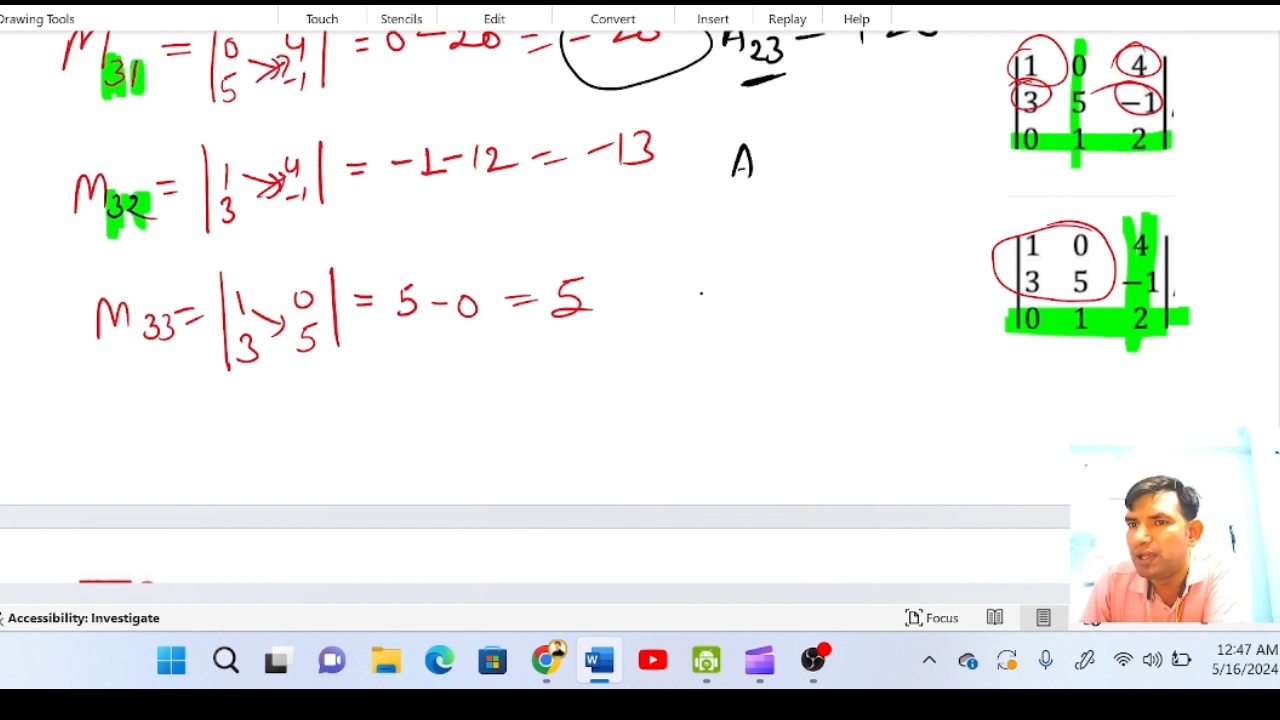 Drawing Tools Touch Stencils Edit Convert Insert Replay Help
M31 = |0 4| = 0 - 20 = - 20
|5 -1|
A23 =
M32 = |1 4| = -1 - 12 = -13
|3 -1|
A
M33 = |1 0| = 5 - 0 = 5
|3 5|
|1 0 4|
|3 5 −1|,
|0 1 2|
|1 0 4|
|3 5 −1|,
|0 1 2|
Accessibility: Investigate Focus
12:47 AM
5/16/2024